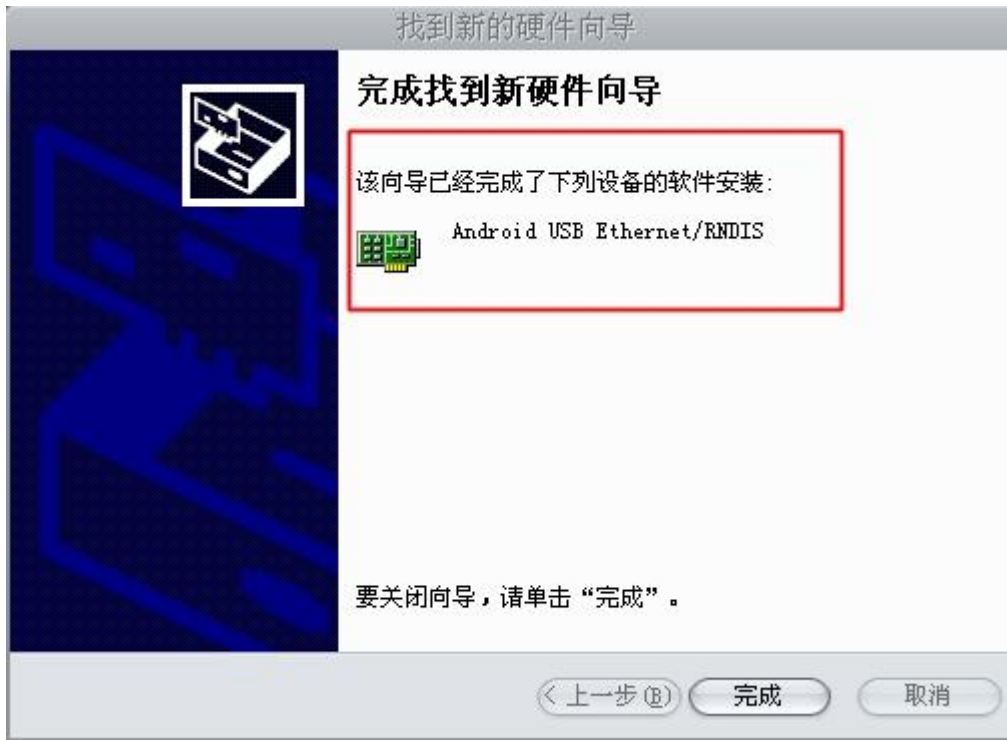 找到新的硬件向导
完成找到新硬件向导
该向导已经完成了下列设备的软件安装:
Android USB Ethernet/RNDIS
要关闭向导，请单击“完成”。
< 上一步(B)
完成
取消